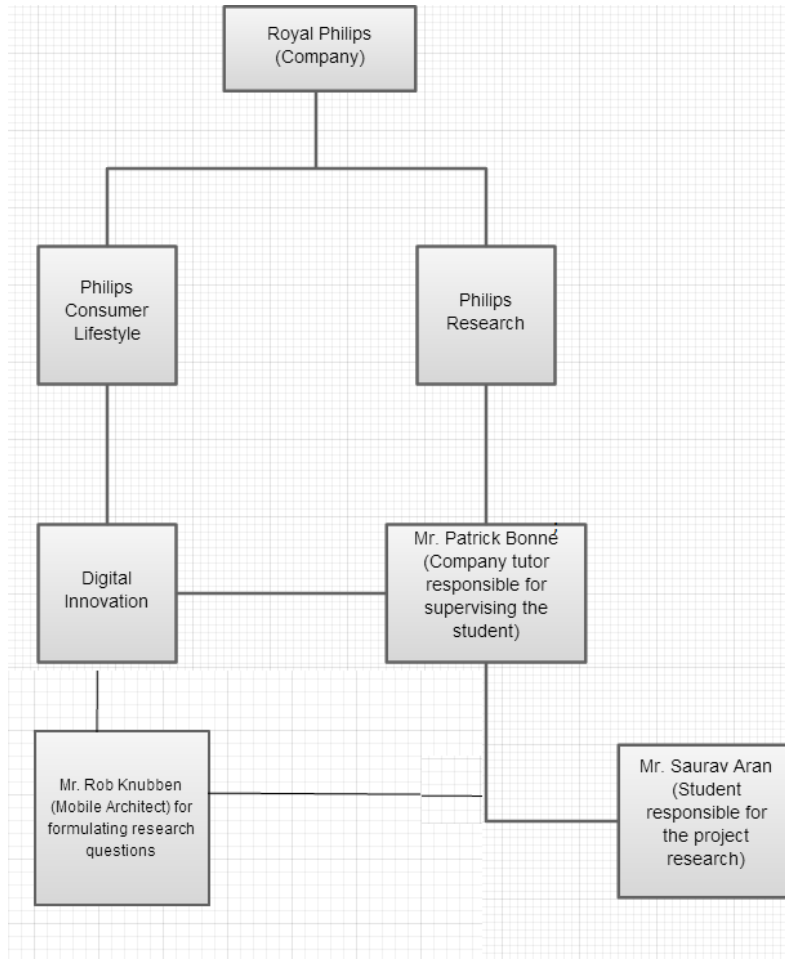 Royal Philips
(Company)
Philips
Consumer
Lifestyle
Philips
Research
Digital
Innovation
Mr. Patrick Bonné
(Company tutor
responsible for
supervising the
student)
Mr. Rob Knubben
(Mobile Architect) for
formulating research
questions
Mr. Saurav Aran
(Student
responsible for
the project
research)